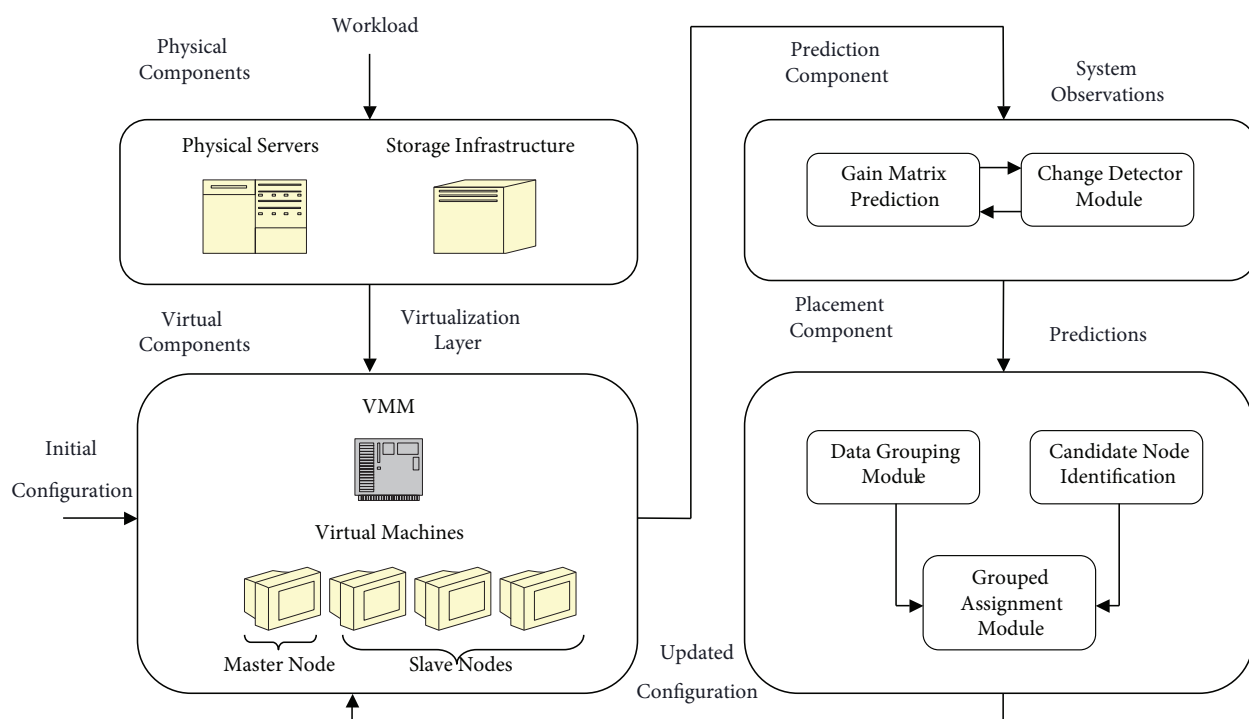 Workload
Physical
Components
Physical Servers
Storage Infrastructure
Virtual
Components
Virtualization
Layer
VMM
Initial
Configuration
Virtual Machines
Master Node
Slave Nodes
Updated
Configuration
Prediction
Component
System
Observations
Gain Matrix
Prediction
Change Detector
Module
Placement
Component
Predictions
Data Grouping
Module
Candidate Node
Identification
Grouped
Assignment
Module